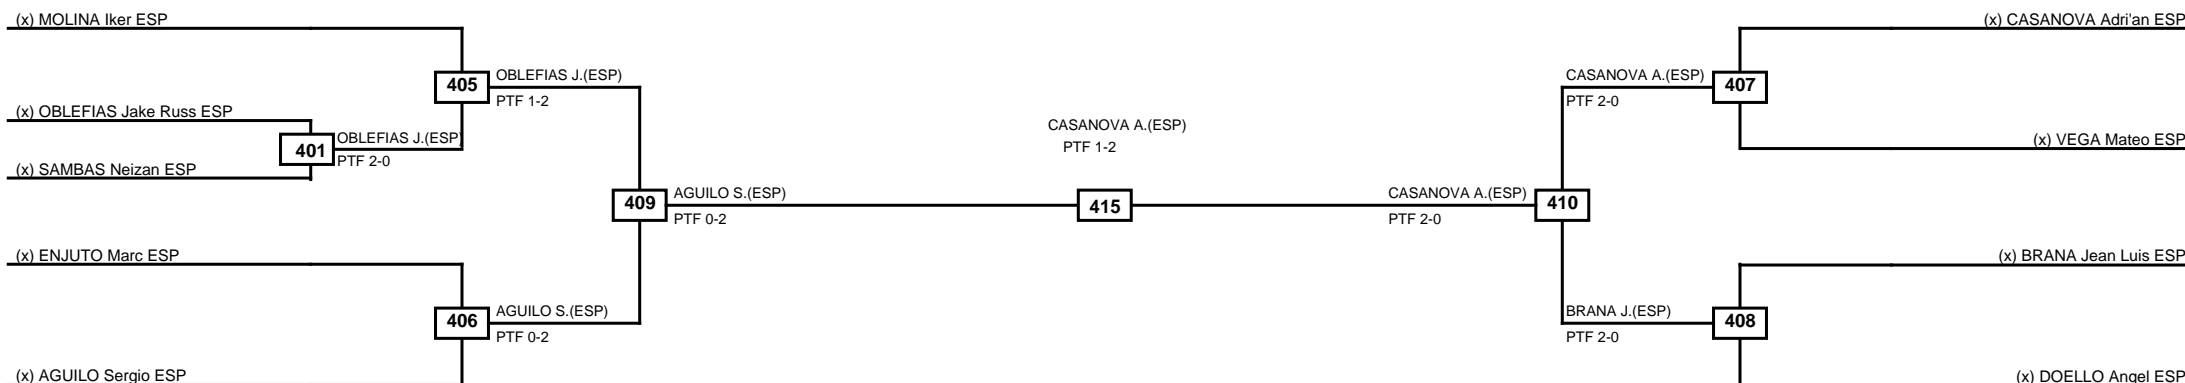 (x) MOLINA Iker ESP
(x) CASANOVA Adri'an ESP
405
OBLEFIAS J.(ESP)
PTF 1-2
CASANOVA A.(ESP)
PTF 2-0
407
(x) OBLEFIAS Jake Russ ESP
401
OBLEFIAS J.(ESP)
PTF 2-0
CASANOVA A.(ESP)
PTF 1-2
(x) VEGA Mateo ESP
(x) SAMBAS Neizan ESP
409
AGUILO S.(ESP)
PTF 0-2
415
CASANOVA A.(ESP)
PTF 2-0
410
(x) ENJUTO Marc ESP
(x) BRANA Jean Luis ESP
406
AGUILO S.(ESP)
PTF 0-2
BRANA J.(ESP)
PTF 2-0
408
(x) AGUILO Sergio ESP
(x) DOELLO Angel ESP